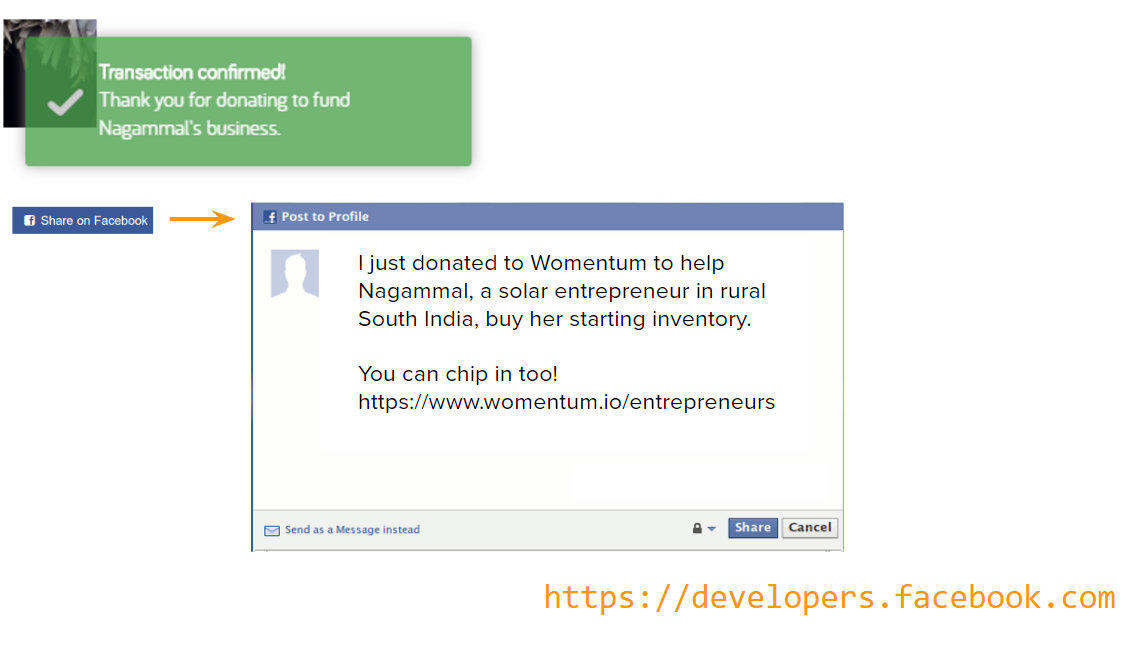 Transaction confirmed!
Thank you for donating to fund
Nagammal's business.
Share on Facebook
Post to Profile
I just donated to Womentum to help
Nagammal, a solar entrepreneur in rural
South India, buy her starting inventory.
You can chip in too!
https://www.womentum.io/entrepreneurs
Send as a Message instead
Share
Cancel
https://developers.facebook.com